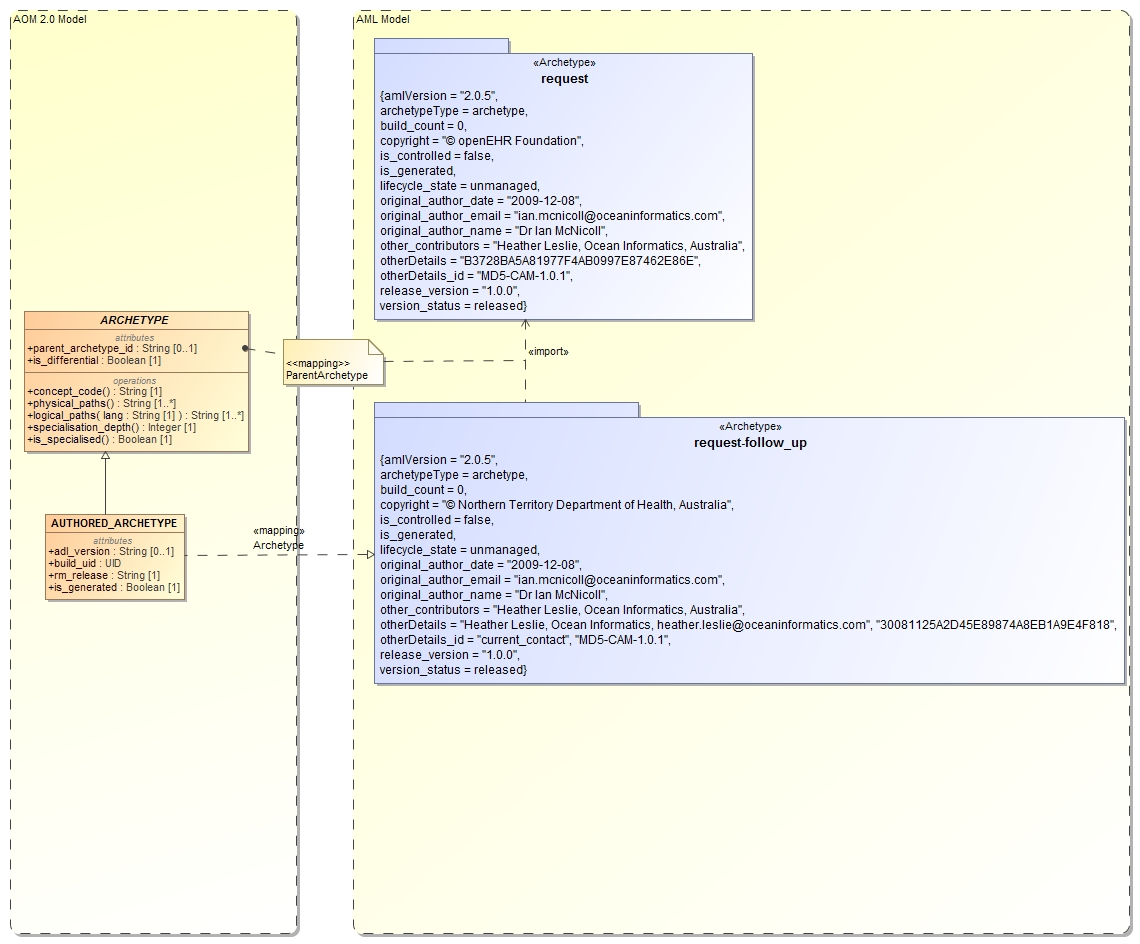 AOM 2.0 Model
ARCHETYPE
attributes
+parent_archetype_id : String [0..1]
+is_differential : Boolean [1]
operations
+concept_code() : String [1]
+physical_paths() : String [1..*]
+logical_paths( lang : String [1] ) : String [1..*]
+specialisation_depth() : Integer [1]
+is_specialised() : Boolean [1]
AUTHORED_ARCHETYPE
attributes
+adl_version : String [0..1]
+build_uid : UID
+rm_release : String [1]
+is_generated : Boolean [1]
<<mapping>>
ParentArchetype
«mapping»
Archetype
AML Model
«Archetype»
request
{amlVersion = "2.0.5",
archetypeType = archetype,
build_count = 0,
copyright = "© openEHR Foundation",
is_controlled = false,
is_generated,
lifecycle_state = unmanaged,
original_author_date = "2009-12-08",
original_author_email = "ian.mcnicoll@oceaninformatics.com",
original_author_name = "Dr Ian McNicoll",
other_contributors = "Heather Leslie, Ocean Informatics, Australia",
otherDetails = "B3728BA5A81977F4AB0997E87462E86E",
otherDetails_id = "MD5-CAM-1.0.1",
release_version = "1.0.0",
version_status = released}
«import»
«Archetype»
request-follow_up
{amlVersion = "2.0.5",
archetypeType = archetype,
build_count = 0,
copyright = "© Northern Territory Department of Health, Australia",
is_controlled = false,
is_generated,
lifecycle_state = unmanaged,
original_author_date = "2009-12-08",
original_author_email = "ian.mcnicoll@oceaninformatics.com",
original_author_name = "Dr Ian McNicoll",
other_contributors = "Heather Leslie, Ocean Informatics, Australia",
otherDetails = "Heather Leslie, Ocean Informatics, heather.leslie@oceaninformatics.com", "30081125A2D45E89874A8EB1A9E4F818",
otherDetails_id = "current_contact", "MD5-CAM-1.0.1",
release_version = "1.0.0",
version_status = released}